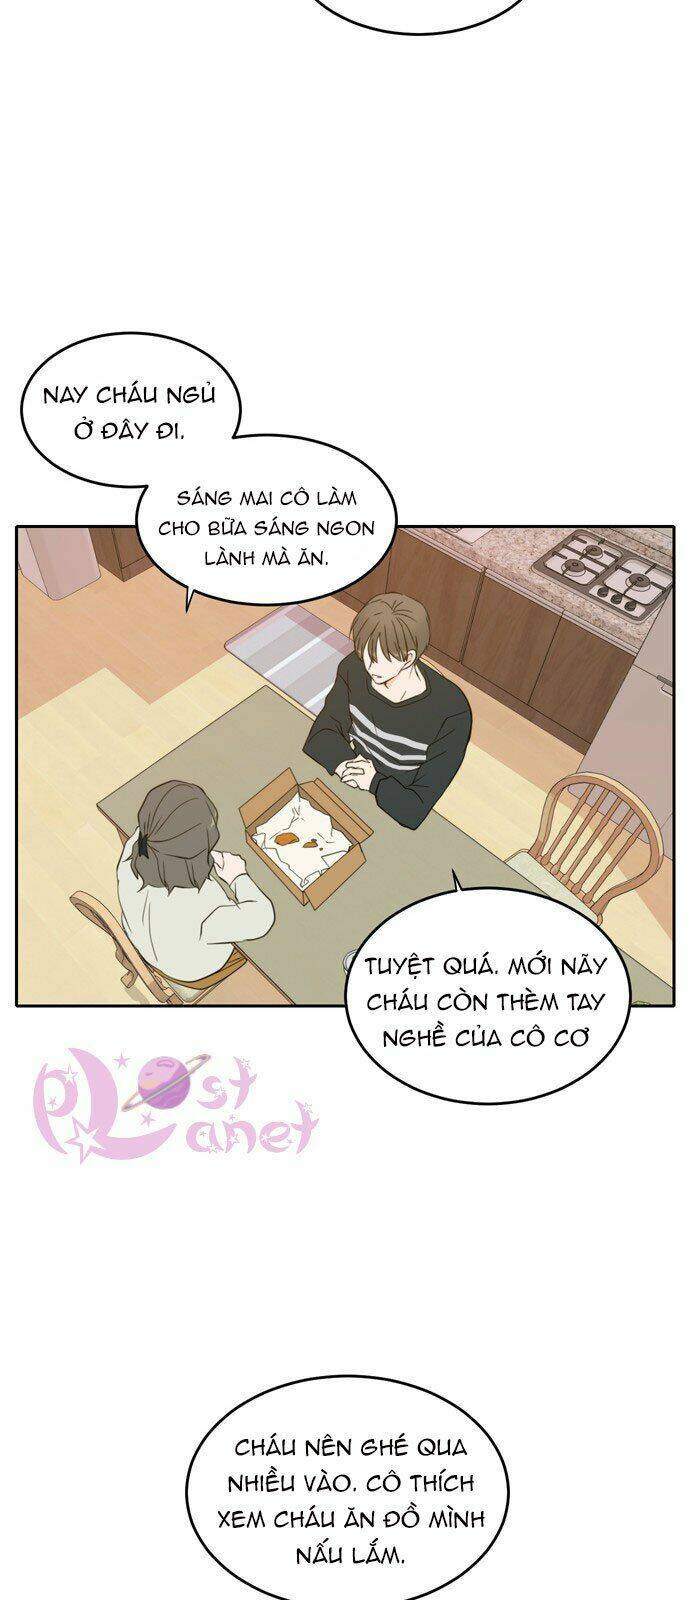 NAY CHÁU NGỦ
Ở ĐÂY ĐI.
SÁNG MAI CÔ LÀM
CHO BỮA SÁNG NGON
LÀNH MÀ ĂN.
TUYỆT QUÁ. MỚI NÃY
CHÁU CÒN THÈM TAY
NGHỀ CỦA CÔ CƠ
Lost
Planet
CHÁU NÊN GHÉ QUA
NHIỀU VÀO. CÔ THÍCH
XEM CHÁU ĂN ĐỒ MÌNH
NẤU LẮM.